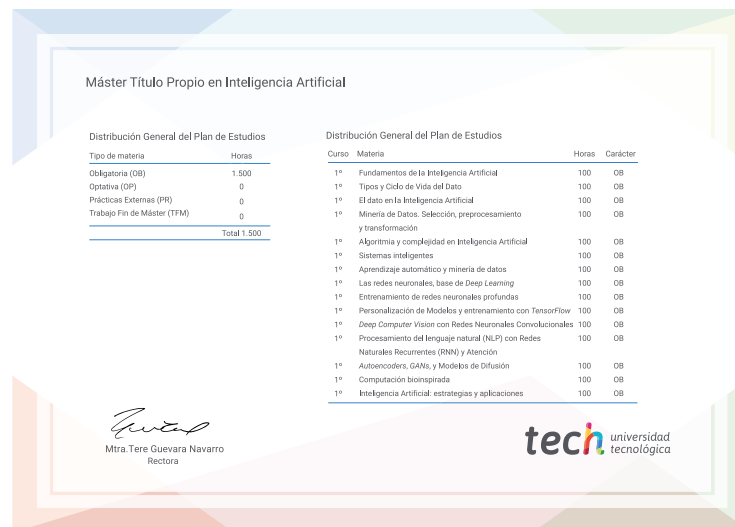 Máster Título Propio en Inteligencia Artificial
Distribución General del Plan de Estudios
Tipo de materia Horas
Obligatoria (OB) 1.500
Optativa (OP) 0
Prácticas Externas (PR) 0
Trabajo Fin de Máster (TFM) 0
Total 1.500
Distribución General del Plan de Estudios
Curso Materia Horas Carácter
1º Fundamentos de la Inteligencia Artificial 100 OB
1º Tipos y Ciclo de Vida del Dato 100 OB
1º El dato en la Inteligencia Artificial 100 OB
1º Minería de Datos. Selección, preprocesamiento 100 OB
y transformación
1º Algoritmia y complejidad en Inteligencia Artificial 100 OB
1º Sistemas inteligentes 100 OB
1º Aprendizaje automático y minería de datos 100 OB
1º Las redes neuronales, base de Deep Learning 100 OB
1º Entrenamiento de redes neuronales profundas 100 OB
1º Personalización de Modelos y entrenamiento con TensorFlow 100 OB
1º Deep Computer Vision con Redes Neuronales Convolucionales 100 OB
1º Procesamiento del lenguaje natural (NLP) con Redes 100 OB
Naturales Recurrentes (RNN) y Atención
1º Autoencoders, GANs, y Modelos de Difusión 100 OB
1º Computación bioinspirada 100 OB
1º Inteligencia Artificial: estrategias y aplicaciones 100 OB
Mtra.Tere Guevara Navarro
Rectora
tech universidad
tecnológica